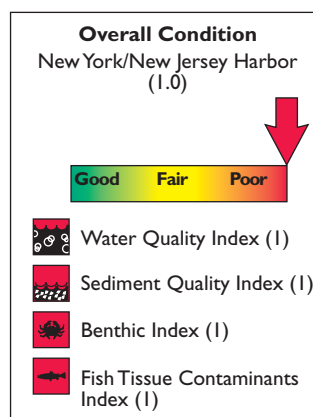 Overall Condition
New York/New Jersey Harbor
(1.0)
Good Fair Poor
Water Quality Index (1)
Sediment Quality Index (1)
Benthic Index (1)
Fish Tissue Contaminants
Index (1)